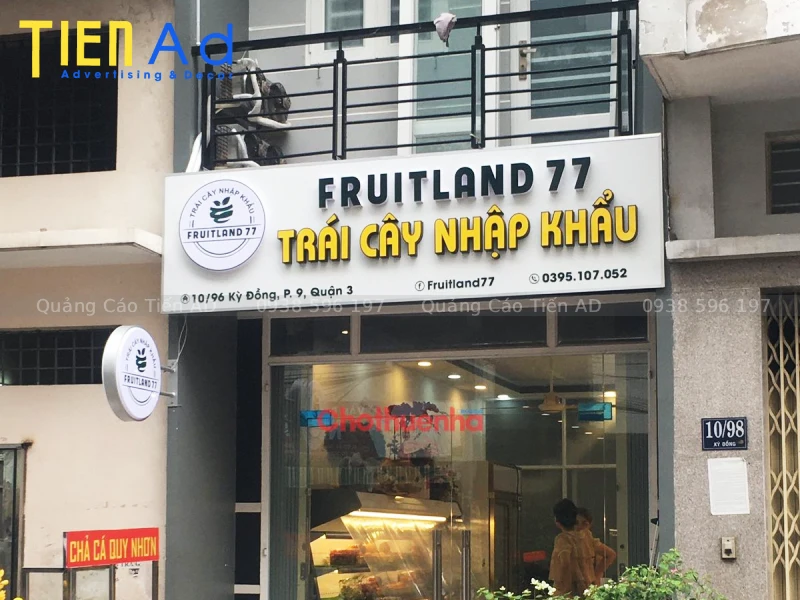 TIEN Ad
Advertising & Decor
FRUITLAND 77
TRÁI CÂY NHẬP KHẨU
TRÁI CÂY NHẬP KHẨU
FRUITLAND 77
10/96 Kỳ Đồng, P. 9, Quận 3
Fruitland77
0395.107.052
Quảng Cáo Tiến AD 0938 596 197 Quảng Cáo Tiến AD 0938 596 197
TRÁI CÂY NHẬP KHẨU
FRUITLAND 77
Chothuenha
10/98
KỲ ĐỒNG
CHẢ CÁ QUY NHƠN